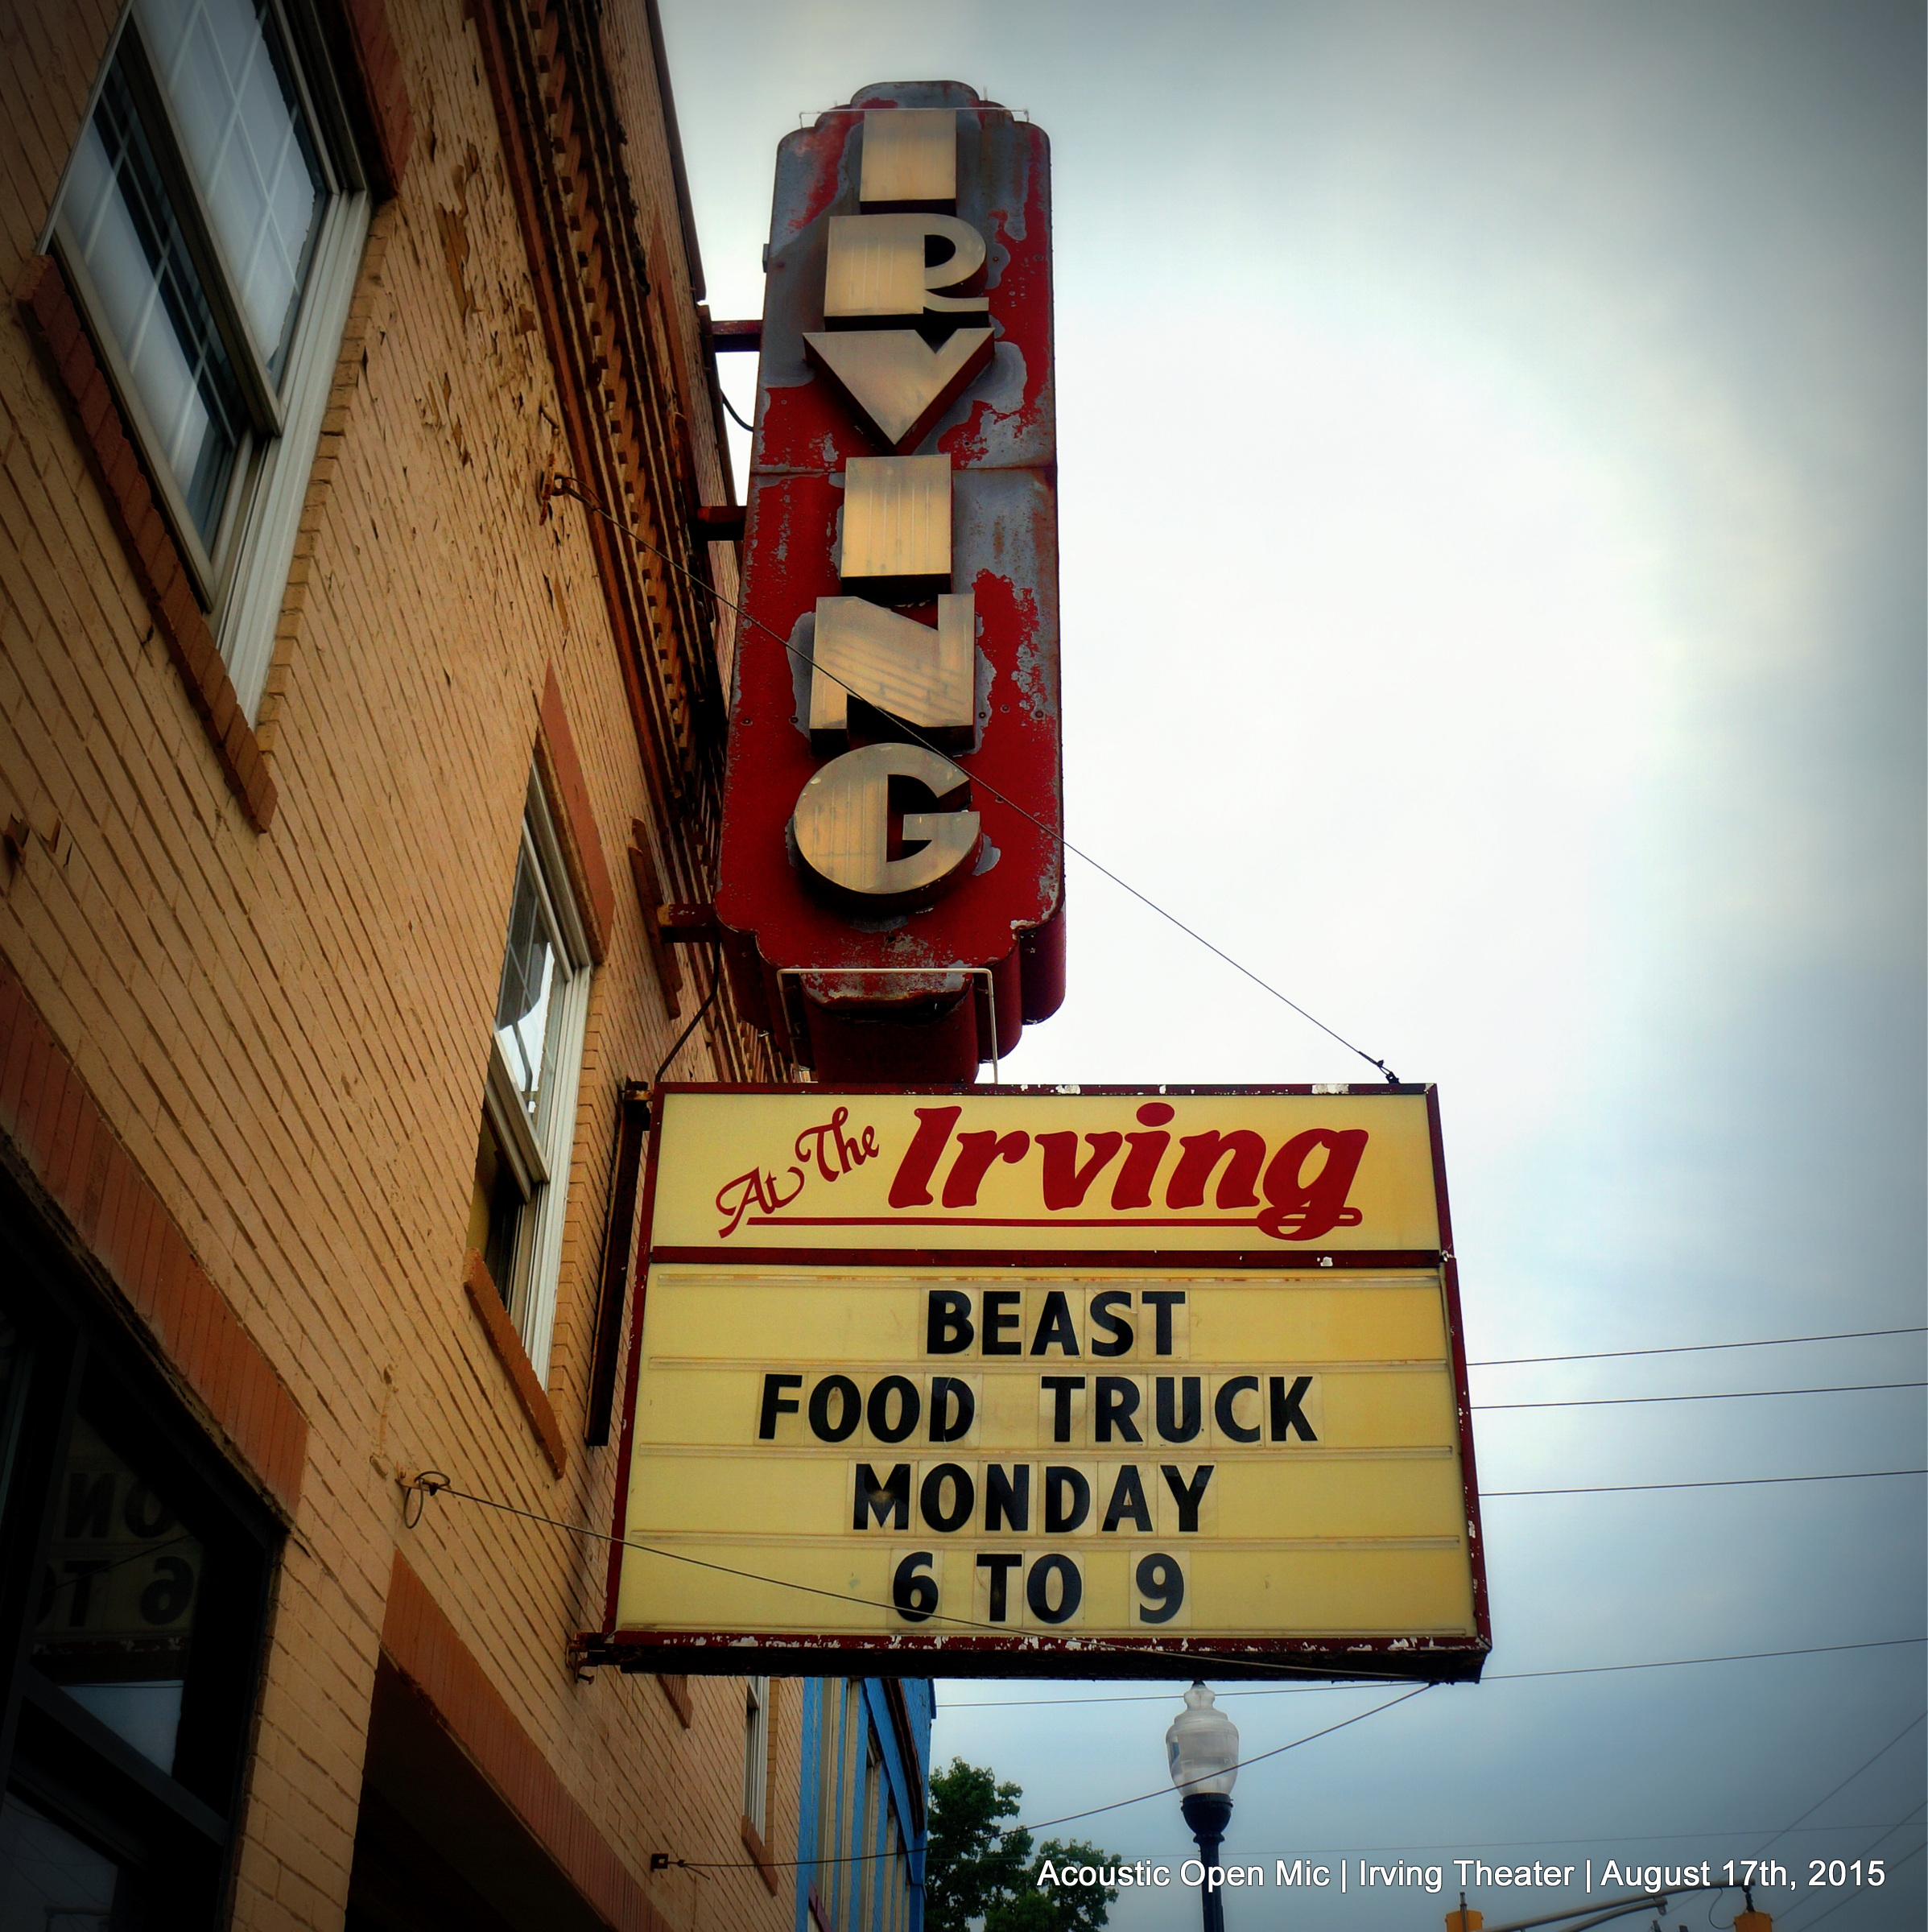 IRVING
At The Irving
BEAST
FOOD TRUCK
MONDAY
6 TO 9
Acoustic Open Mic | Irving Theater | August 17th, 2015